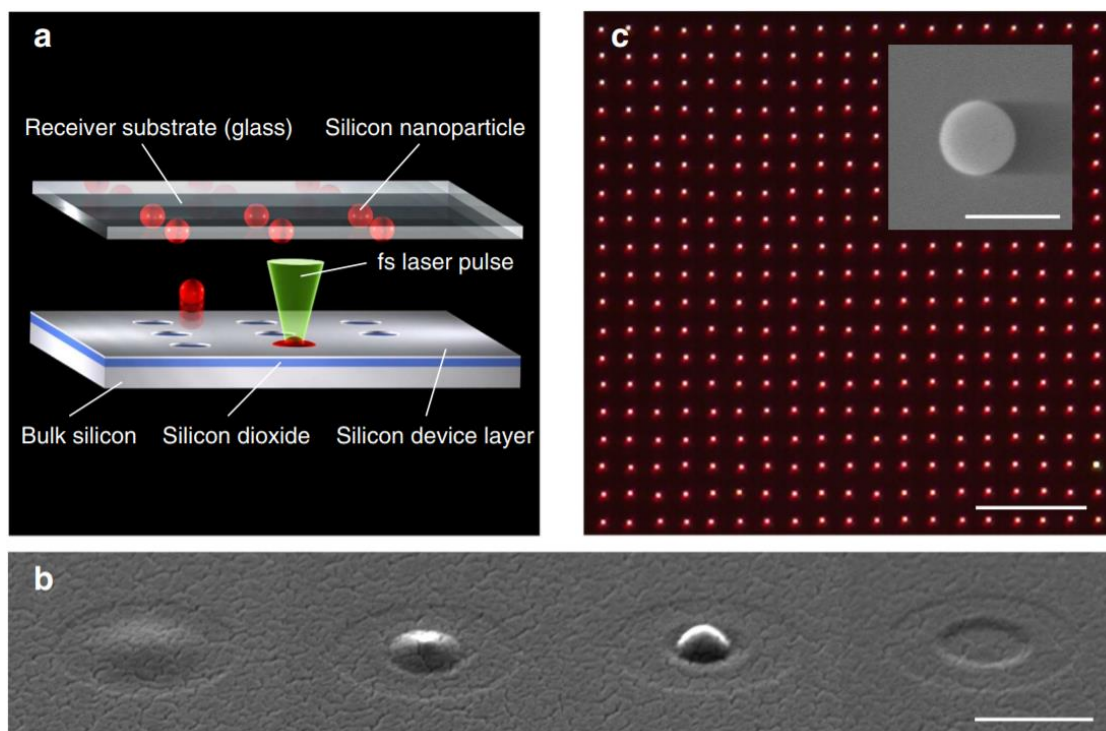 a
Receiver substrate (glass)
Silicon nanoparticle
fs laser pulse
Bulk silicon
Silicon dioxide
Silicon device layer
c
b